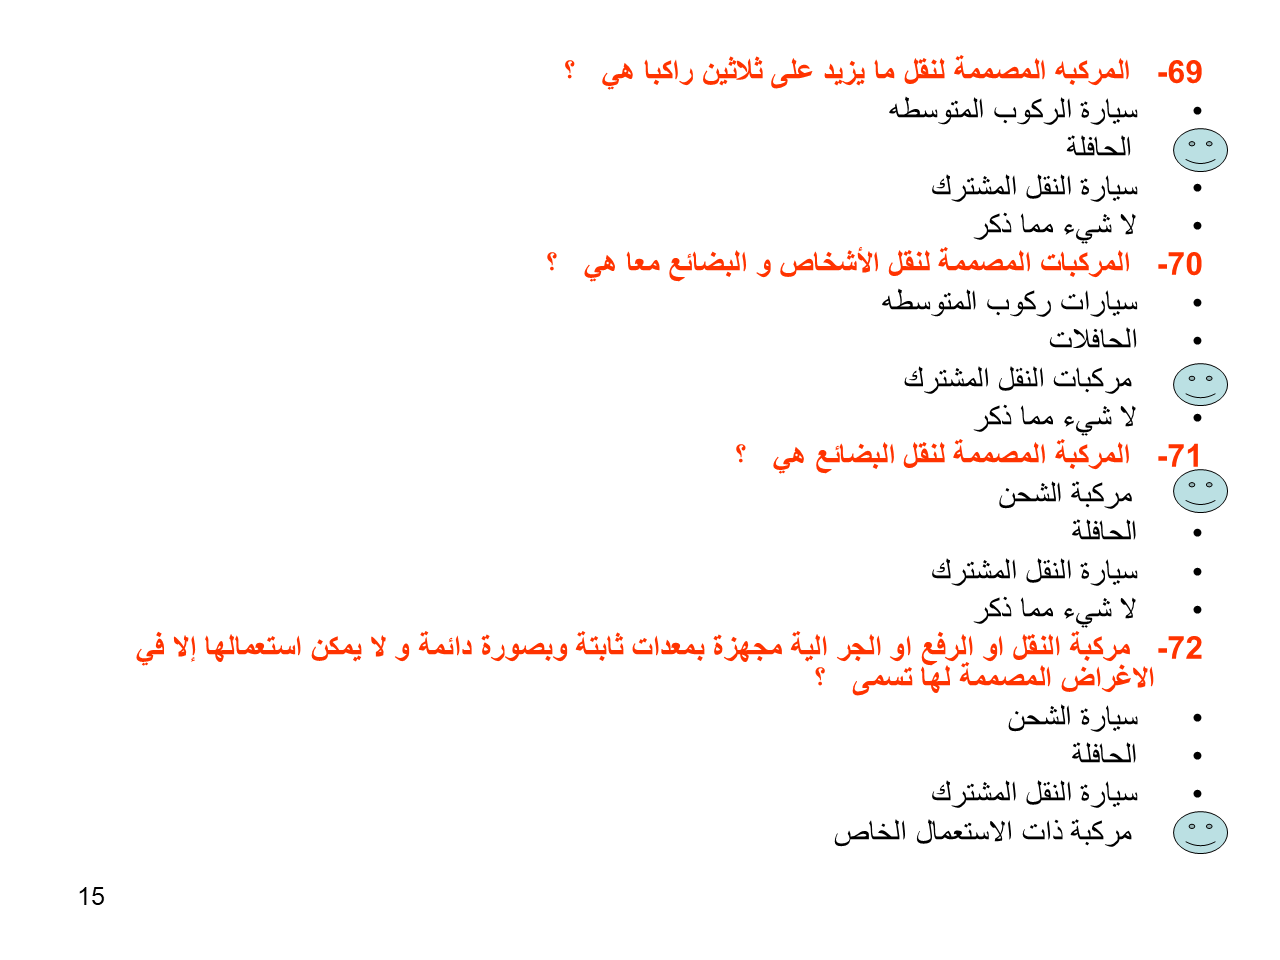 69- المركبه المصممة لنقل ما يزيد على ثلاثين راكبا هي ؟
• سيارة الركوب المتوسطه
الحافلة
• سيارة النقل المشترك
• لا شيء مما ذكر
70- المركبات المصممة لنقل الأشخاص و البضائع معا هي ؟
• سيارات ركوب المتوسطه
• الحافلات
مركبات النقل المشترك
• لا شيء مما ذكر
71- المركبة المصممة لنقل البضائع هي ؟
مركبة الشحن
• الحافلة
• سيارة النقل المشترك
• لا شيء مما ذكر
72- مركبة النقل او الرفع او الجر الية مجهزة بمعدات ثابتة وبصورة دائمة و لا يمكن استعمالها إلا في
الاغراض المصممة لها تسمى ؟
• سيارة الشحن
• الحافلة
• سيارة النقل المشترك
مركبة ذات الاستعمال الخاص
15